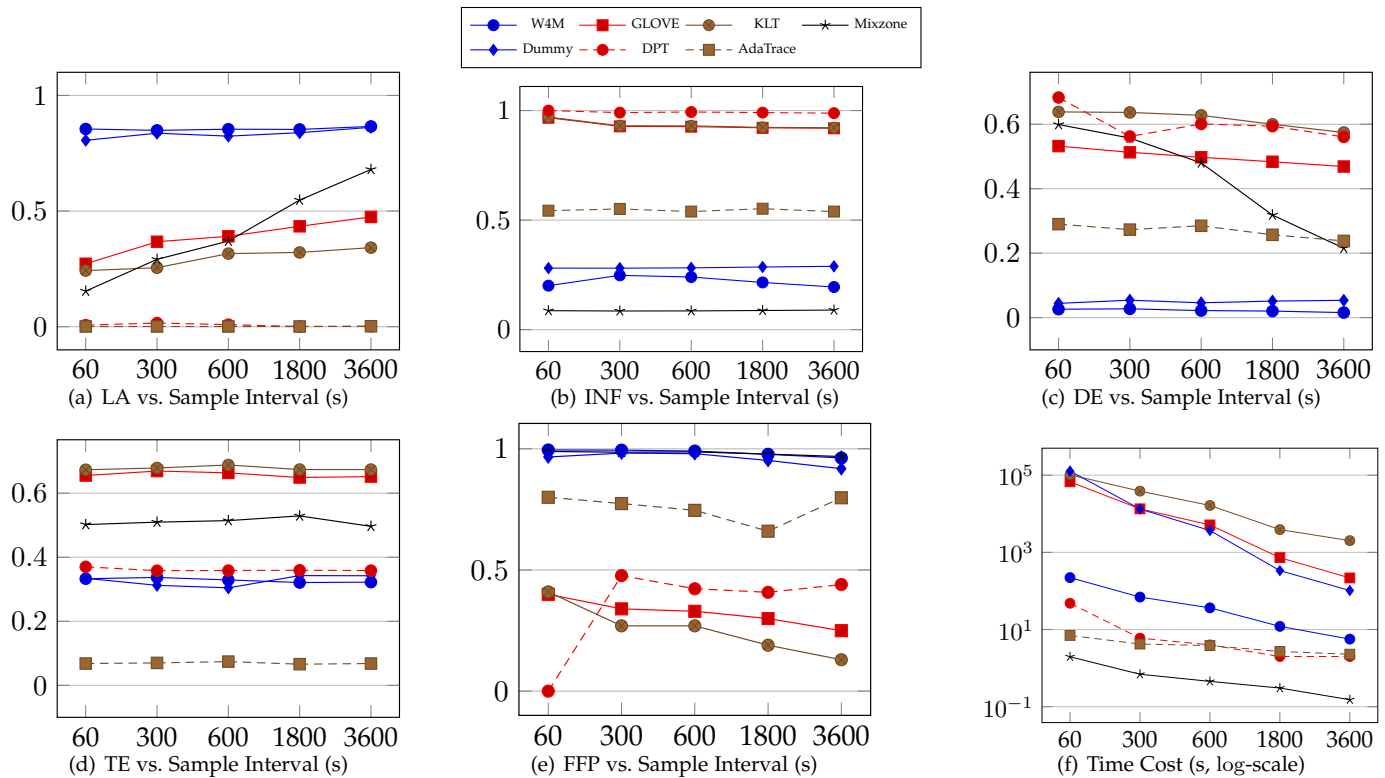 W4M GLOVE KLT Mixzone
Dummy DPT AdaTrace
1
0.5
0
60 300 600 1800 3600
(a) LA vs. Sample Interval (s)
1
0.5
0
60 300 600 1800 3600
(b) INF vs. Sample Interval (s)
0.6
0.4
0.2
0
60 300 600 1800 3600
(c) DE vs. Sample Interval (s)
0.6
0.4
0.2
0
60 300 600 1800 3600
(d) TE vs. Sample Interval (s)
1
0.5
0
60 300 600 1800 3600
(e) FFP vs. Sample Interval (s)
10^5
10^3
10^1
10^−1
60 300 600 1800 3600
(f) Time Cost (s, log-scale)